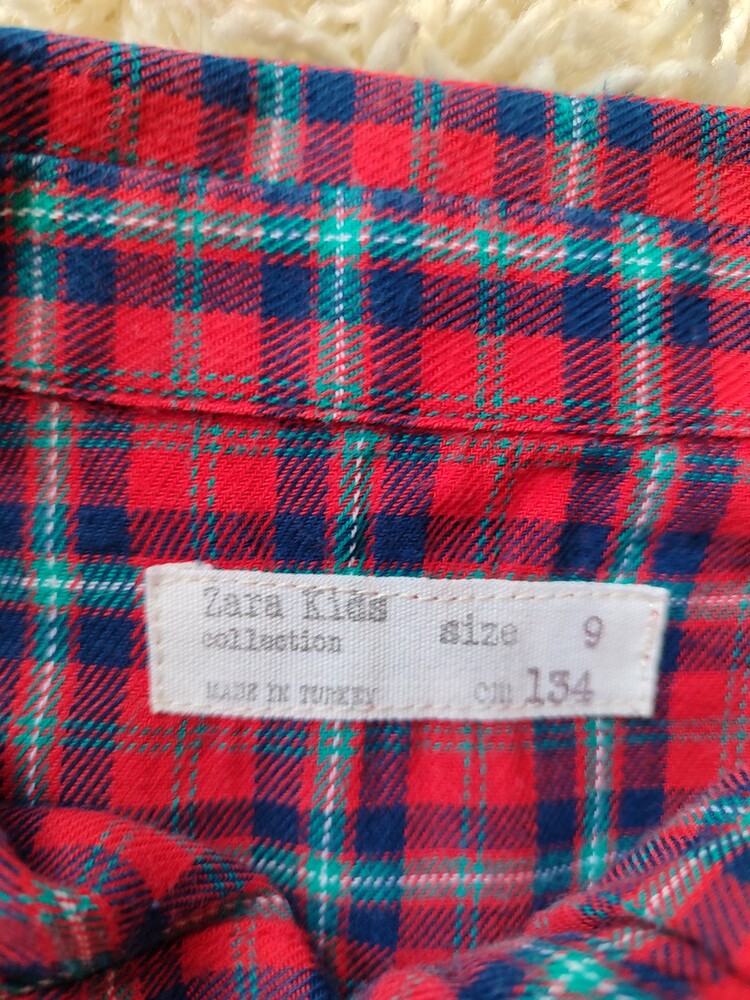 Zara Kids
collection size 9
MADE IN TURKEY cm 134